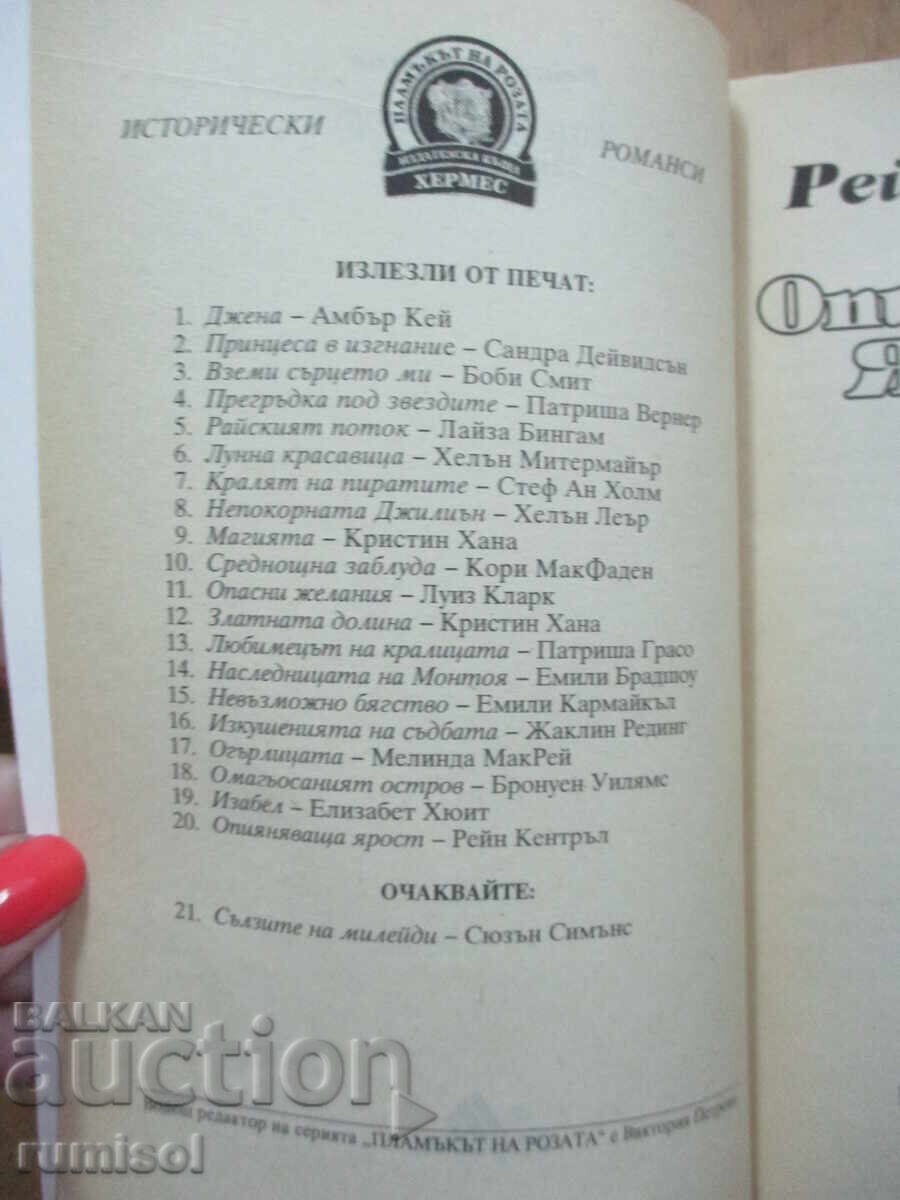 ПЛАМЪКЪТ НА РОЗАТА
ИЗДАТЕЛСКА КЪЩА
ХЕРМЕС
ИСТОРИЧЕСКИ
РОМАНСИ
ИЗЛЕЗЛИ ОТ ПЕЧАТ:
1. Джена – Амбър Кей
2. Принцеса в изгнание – Сандра Дейвидсън
3. Вземи сърцето ми – Боби Смит
4. Прегръдка под звездите – Патриша Вернер
5. Райският поток – Лайза Бингам
6. Лунна красавица – Хелън Митермайър
7. Кралят на пиратите – Стеф Ан Холм
8. Непокорната Джилиън – Хелън Леър
9. Магията – Кристин Хана
10. Среднощна заблуда – Кори МакФаден
11. Опасни желания – Луиз Кларк
12. Златната долина – Кристин Хана
13. Любимецът на кралицата – Патриша Грасо
14. Наследницата на Монтоя – Емили Брадшоу
15. Невъзможно бягство – Емили Кармайкъл
16. Изкушенията на съдбата – Жаклин Рединг
17. Огърлицата – Мелинда МакРей
18. Омагьосаният остров – Бронуен Уилямс
19. Изабел – Елизабет Хюит
20. Опияняваща ярост – Рейн Кентръл
ОЧАКВАЙТЕ:
21. Сълзите на милейди – Сюзън Симънс
Водещ редактор на серията „ПЛАМЪКЪТ НА РОЗАТА" е Виктория Петрова
Рей
Опи
Я
BALKAN
auction
rumisol